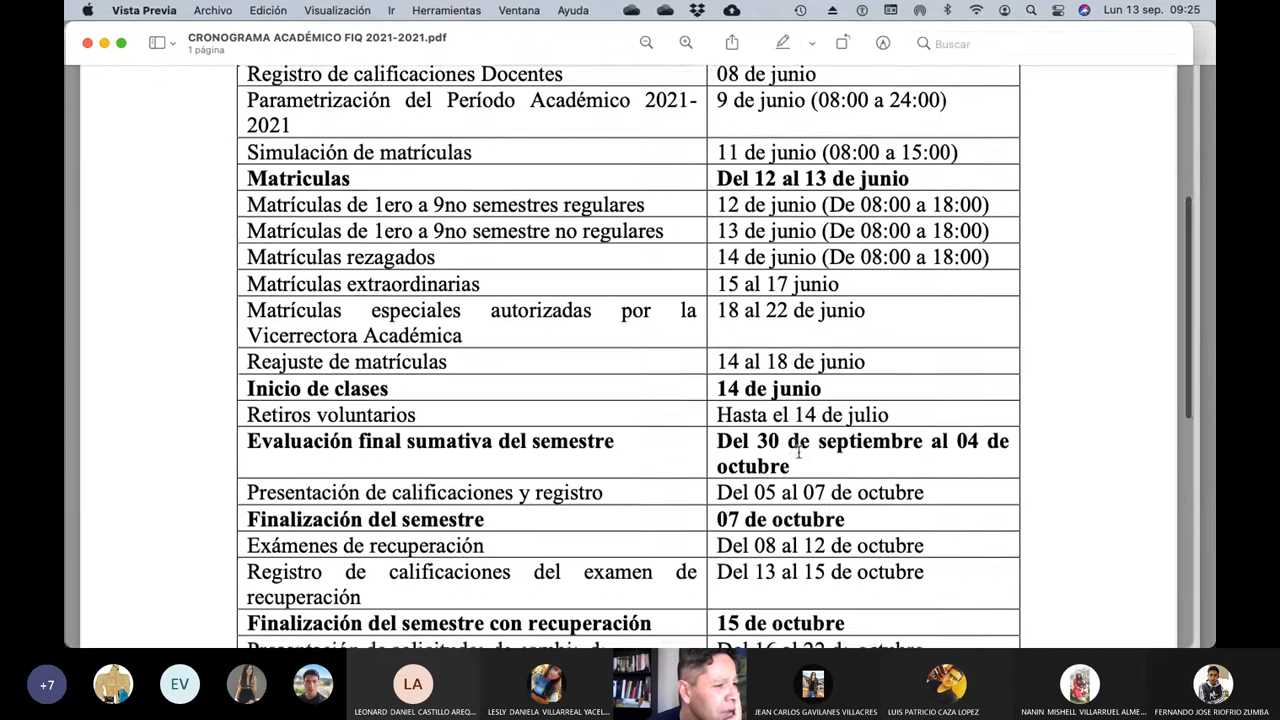 Vista Previa Archivo Edición Visualización Ir Herramientas Ventana Ayuda Lun 13 sep. 09:25
CRONOGRAMA ACADÉMICO FIQ 2021-2021.pdf
1 página
Buscar
Registro de calificaciones Docentes 08 de junio
Parametrización del Período Académico 2021- 9 de junio (08:00 a 24:00)
2021
Simulación de matrículas 11 de junio (08:00 a 15:00)
Matriculas Del 12 al 13 de junio
Matrículas de 1ero a 9no semestres regulares 12 de junio (De 08:00 a 18:00)
Matrículas de 1ero a 9no semestre no regulares 13 de junio (De 08:00 a 18:00)
Matrículas rezagados 14 de junio (De 08:00 a 18:00)
Matrículas extraordinarias 15 al 17 junio
Matrículas especiales autorizadas por la 18 al 22 de junio
Vicerrectora Académica
Reajuste de matrículas 14 al 18 de junio
Inicio de clases 14 de junio
Retiros voluntarios Hasta el 14 de julio
Evaluación final sumativa del semestre Del 30 de septiembre al 04 de
octubre
Presentación de calificaciones y registro Del 05 al 07 de octubre
Finalización del semestre 07 de octubre
Exámenes de recuperación Del 08 al 12 de octubre
Registro de calificaciones del examen de Del 13 al 15 de octubre
recuperación
Finalización del semestre con recuperación 15 de octubre
+7 EV LA
LEONARD DANIEL CASTILLO AREQ... LESLY DANIELA VILLARREAL YACEL... JEAN CARLOS GAVILANES VILLACRES LUIS PATRICIO CAZA LOPEZ NANIN MISHELL VILLARRUEL ALME... FERNANDO JOSE RIOFRIO ZUMBA